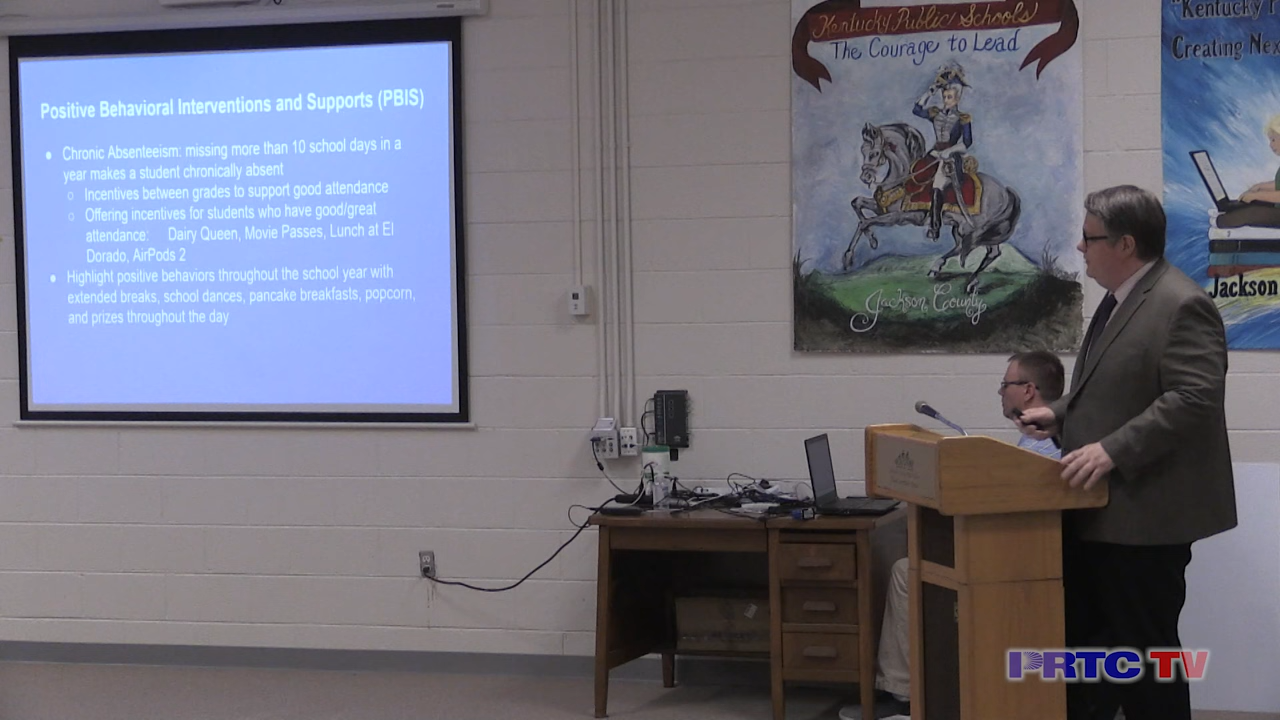 Positive Behavioral Interventions and Supports (PBIS)
● Chronic Absenteeism: missing more than 10 school days in a
year makes a student chronically absent
○ Incentives between grades to support good attendance
○ Offering incentives for students who have good/great
attendance: Dairy Queen, Movie Passes, Lunch at El
Dorado, AirPods 2
● Highlight positive behaviors throughout the school year with
extended breaks, school dances, pancake breakfasts, popcorn,
and prizes throughout the day
Kentucky Public Schools
The Courage to Lead
Jackson County
"Kentucky
Creating
Jackson
PRTC TV